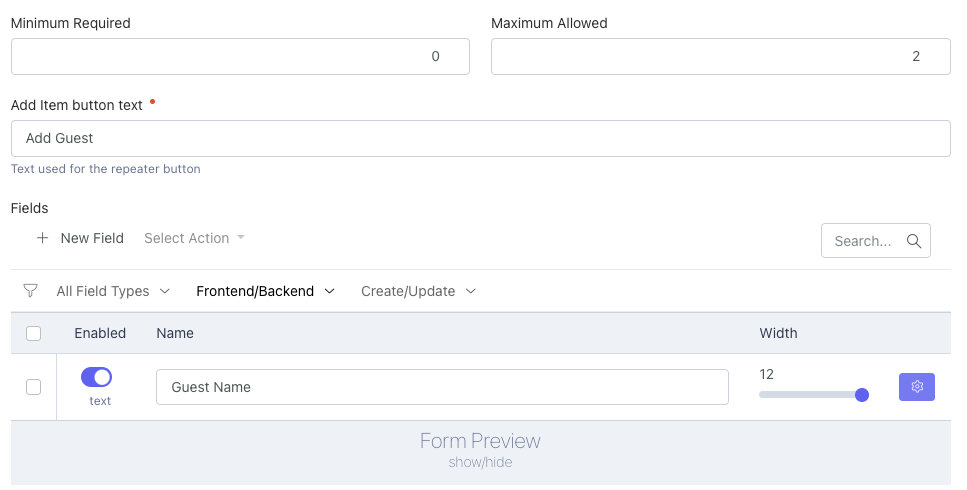 Minimum Required Maximum Allowed
0 2
Add Item button text
Add Guest
Text used for the repeater button
Fields
New Field Select Action Search...
All Field Types Frontend/Backend Create/Update
Enabled Name Width
text Guest Name 12
Form Preview
show/hide